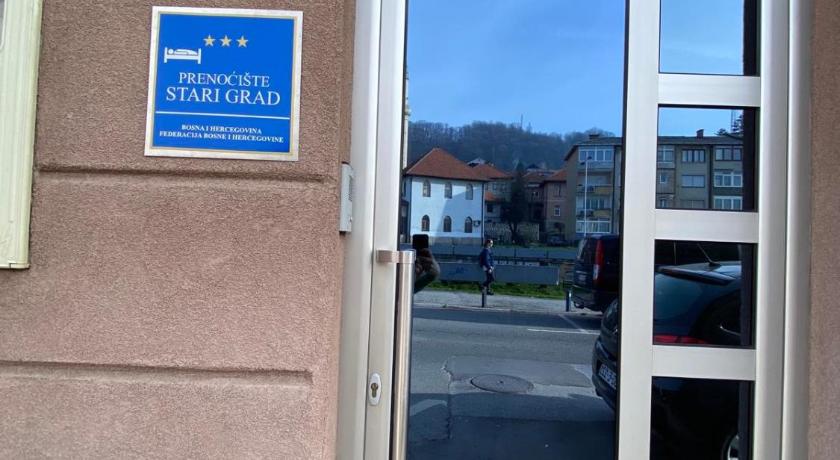 PRENOĆIŠTE
STARI GRAD
BOSNA I HERCEGOVINA
FEDERACIJA BOSNE I HERCEGOVINE